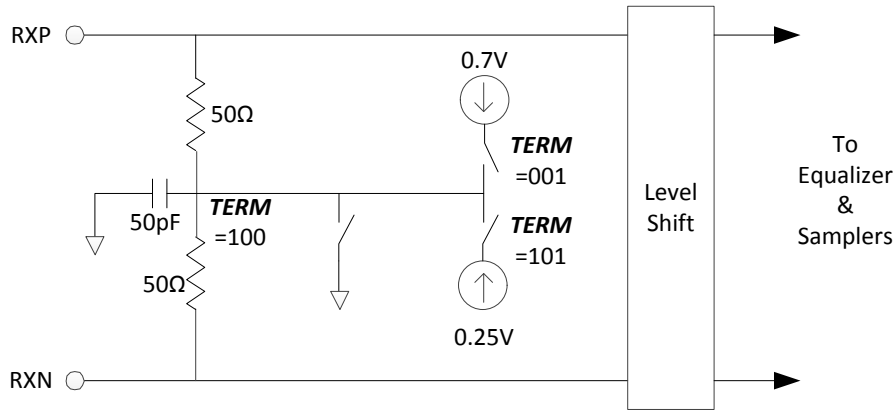 RXP
0.7V
50Ω
TERM
=001
To
Equalizer
&
Samplers
Level
Shift
50pF
TERM
=100
TERM
=101
50Ω
0.25V
RXN